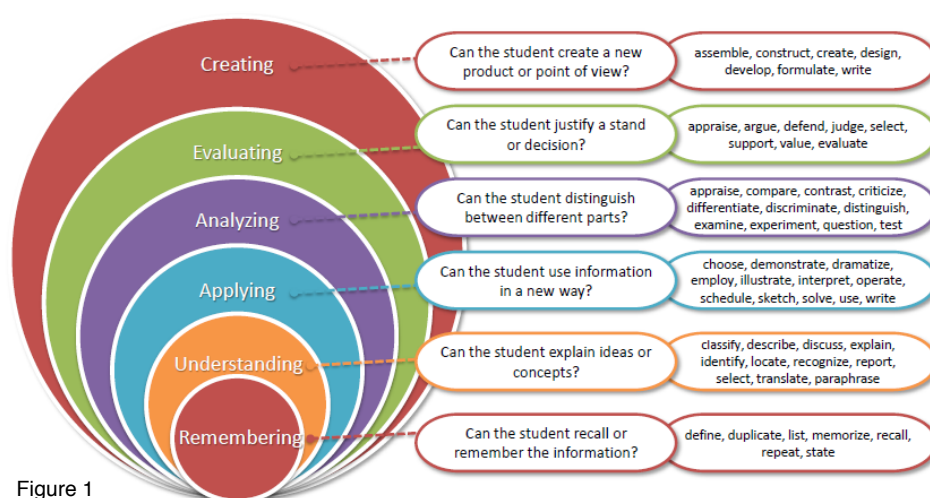 Creating
Can the student create a new
product or point of view?
assemble, construct, create, design,
develop, formulate, write
Evaluating
Can the student justify a stand
or decision?
appraise, argue, defend, judge, select,
support, value, evaluate
Analyzing
Can the student distinguish
between different parts?
appraise, compare, contrast, criticize,
differentiate, discriminate, distinguish,
examine, experiment, question, test
Applying
Can the student use information
in a new way?
choose, demonstrate, dramatize,
employ, illustrate, interpret, operate,
schedule, sketch, solve, use, write
Understanding
Can the student explain ideas or
concepts?
classify, describe, discuss, explain,
identify, locate, recognize, report,
select, translate, paraphrase
Remembering
Can the student recall or
remember the information?
define, duplicate, list, memorize, recall,
repeat, state
Figure 1